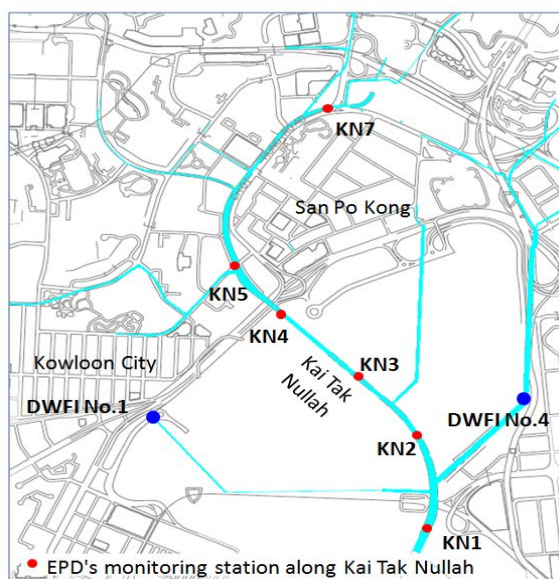 KN7
San Po Kong
KN5
KN4
Kowloon City
KN3
Kai Tak
Nullah
DWFI No.1
DWFI No.4
KN2
KN1
EPD's monitoring station along Kai Tak Nullah